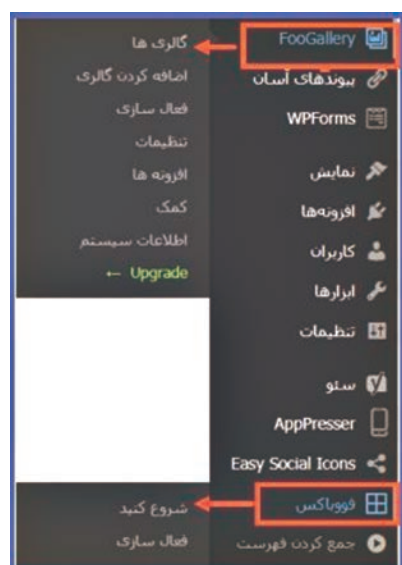 FooGallery
پیوندهای آسان
WPForms
نمایش
افزونه‌ها
کاربران
ابزارها
تنظیمات
سئو
AppPresser
Easy Social Icons
فووباکس
جمع کردن فهرست
گالری ها
اضافه کردن گالری
فعال سازی
تنظیمات
افزونه ها
کمک
اطلاعات سیستم
Upgrade →
شروع کنید
فعال سازی